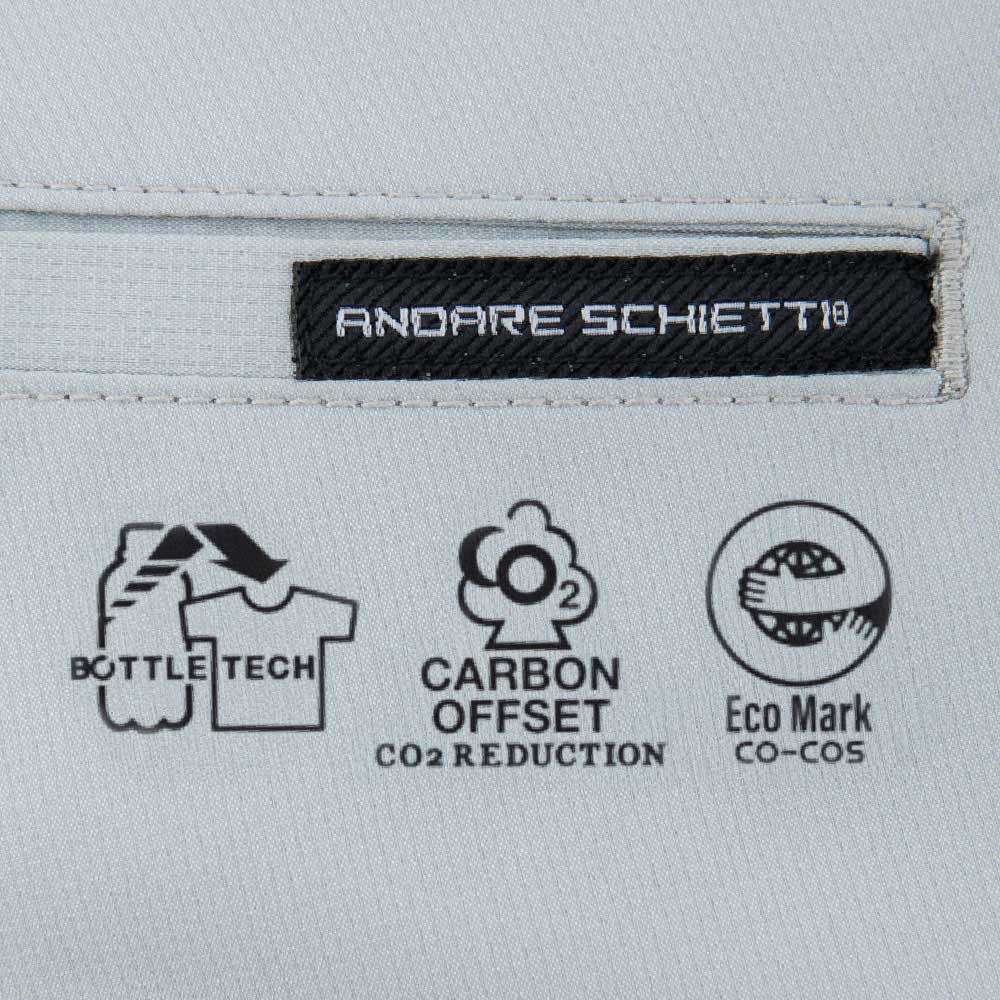 ANDARE SCHIETTI®
BOTTLE TECH
CO2
CARBON
OFFSET
CO2 REDUCTION
Eco Mark
CO-COS